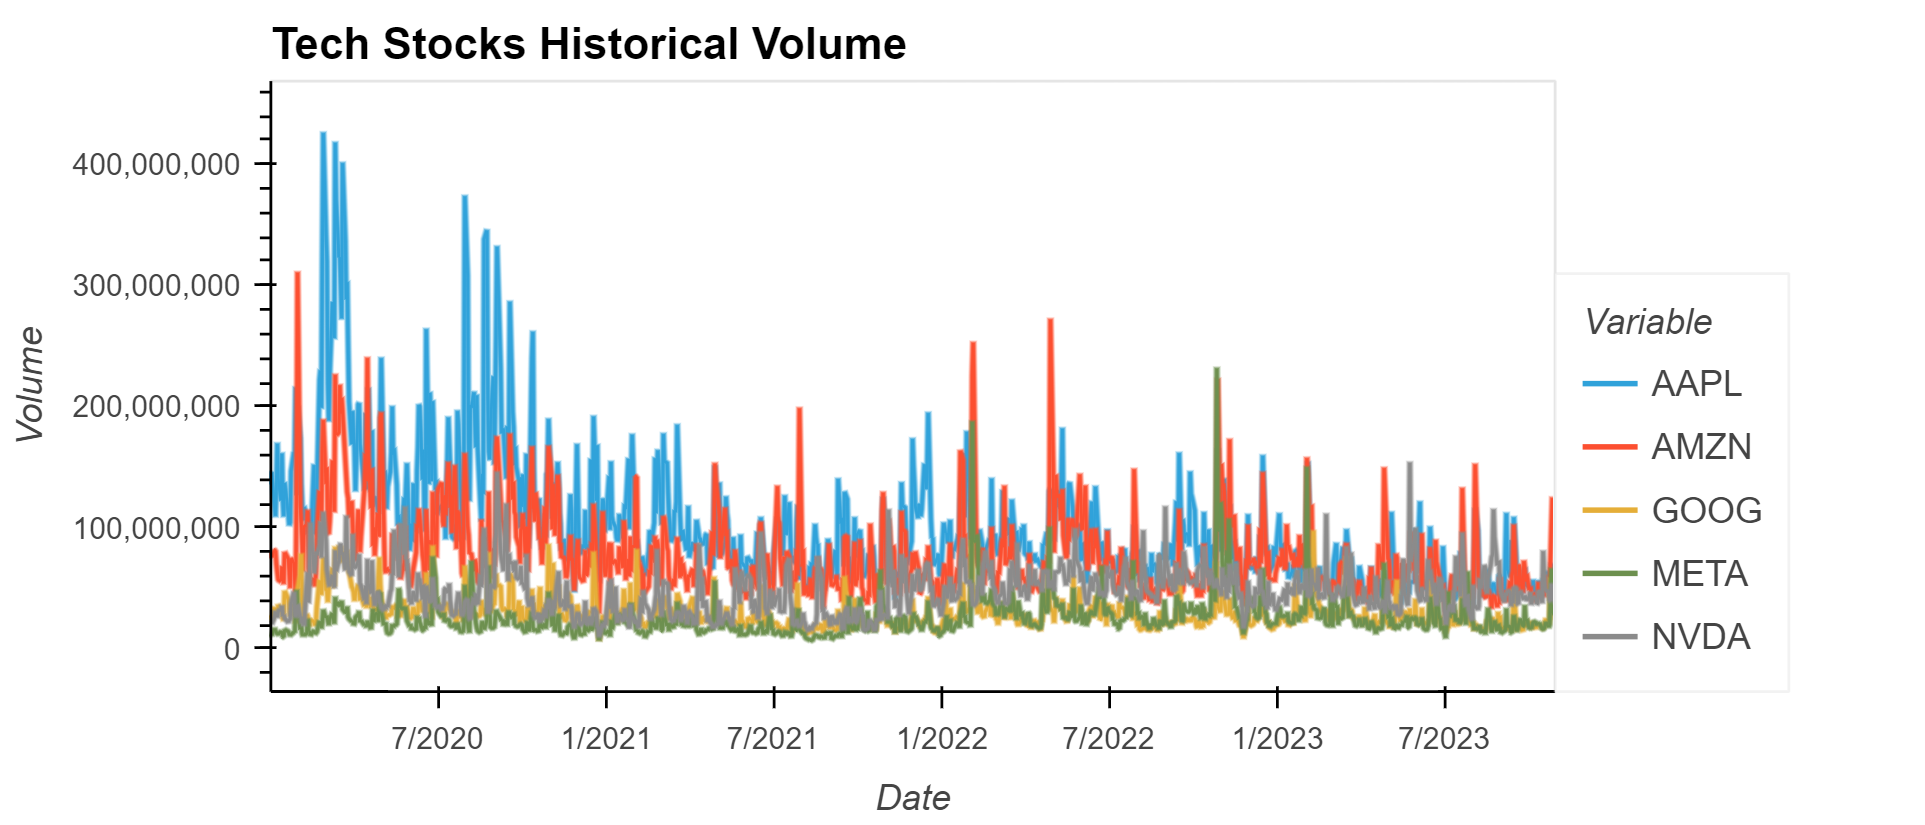 Tech Stocks Historical Volume
Volume
400,000,000
300,000,000
200,000,000
100,000,000
0
7/2020
1/2021
7/2021
1/2022
7/2022
1/2023
7/2023
Date
Variable
AAPL
AMZN
GOOG
META
NVDA